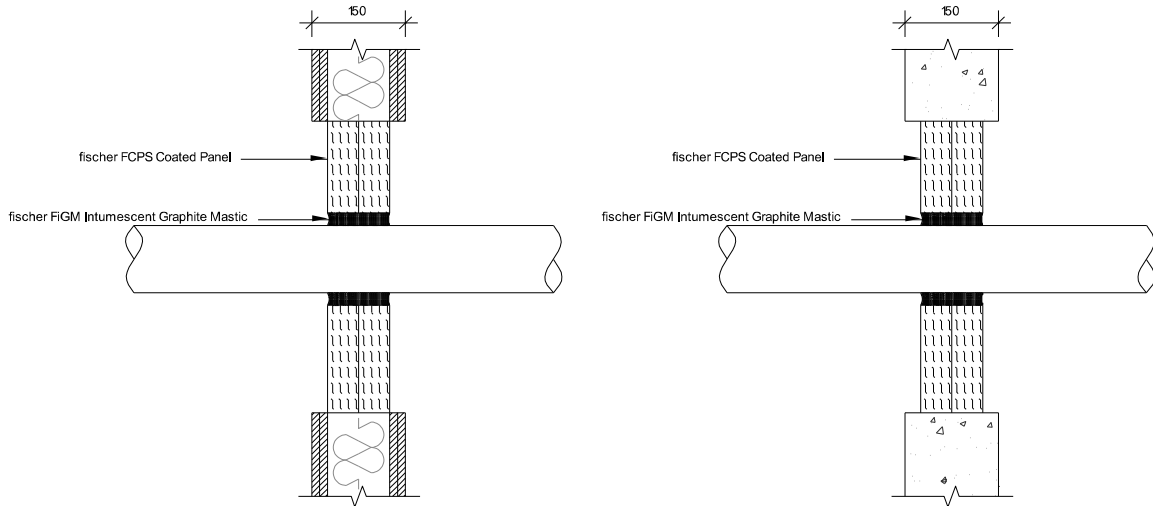 150
150
fischer FCPS Coated Panel
fischer FCPS Coated Panel
fischer FiGM Intumescent Graphite Mastic
fischer FiGM Intumescent Graphite Mastic